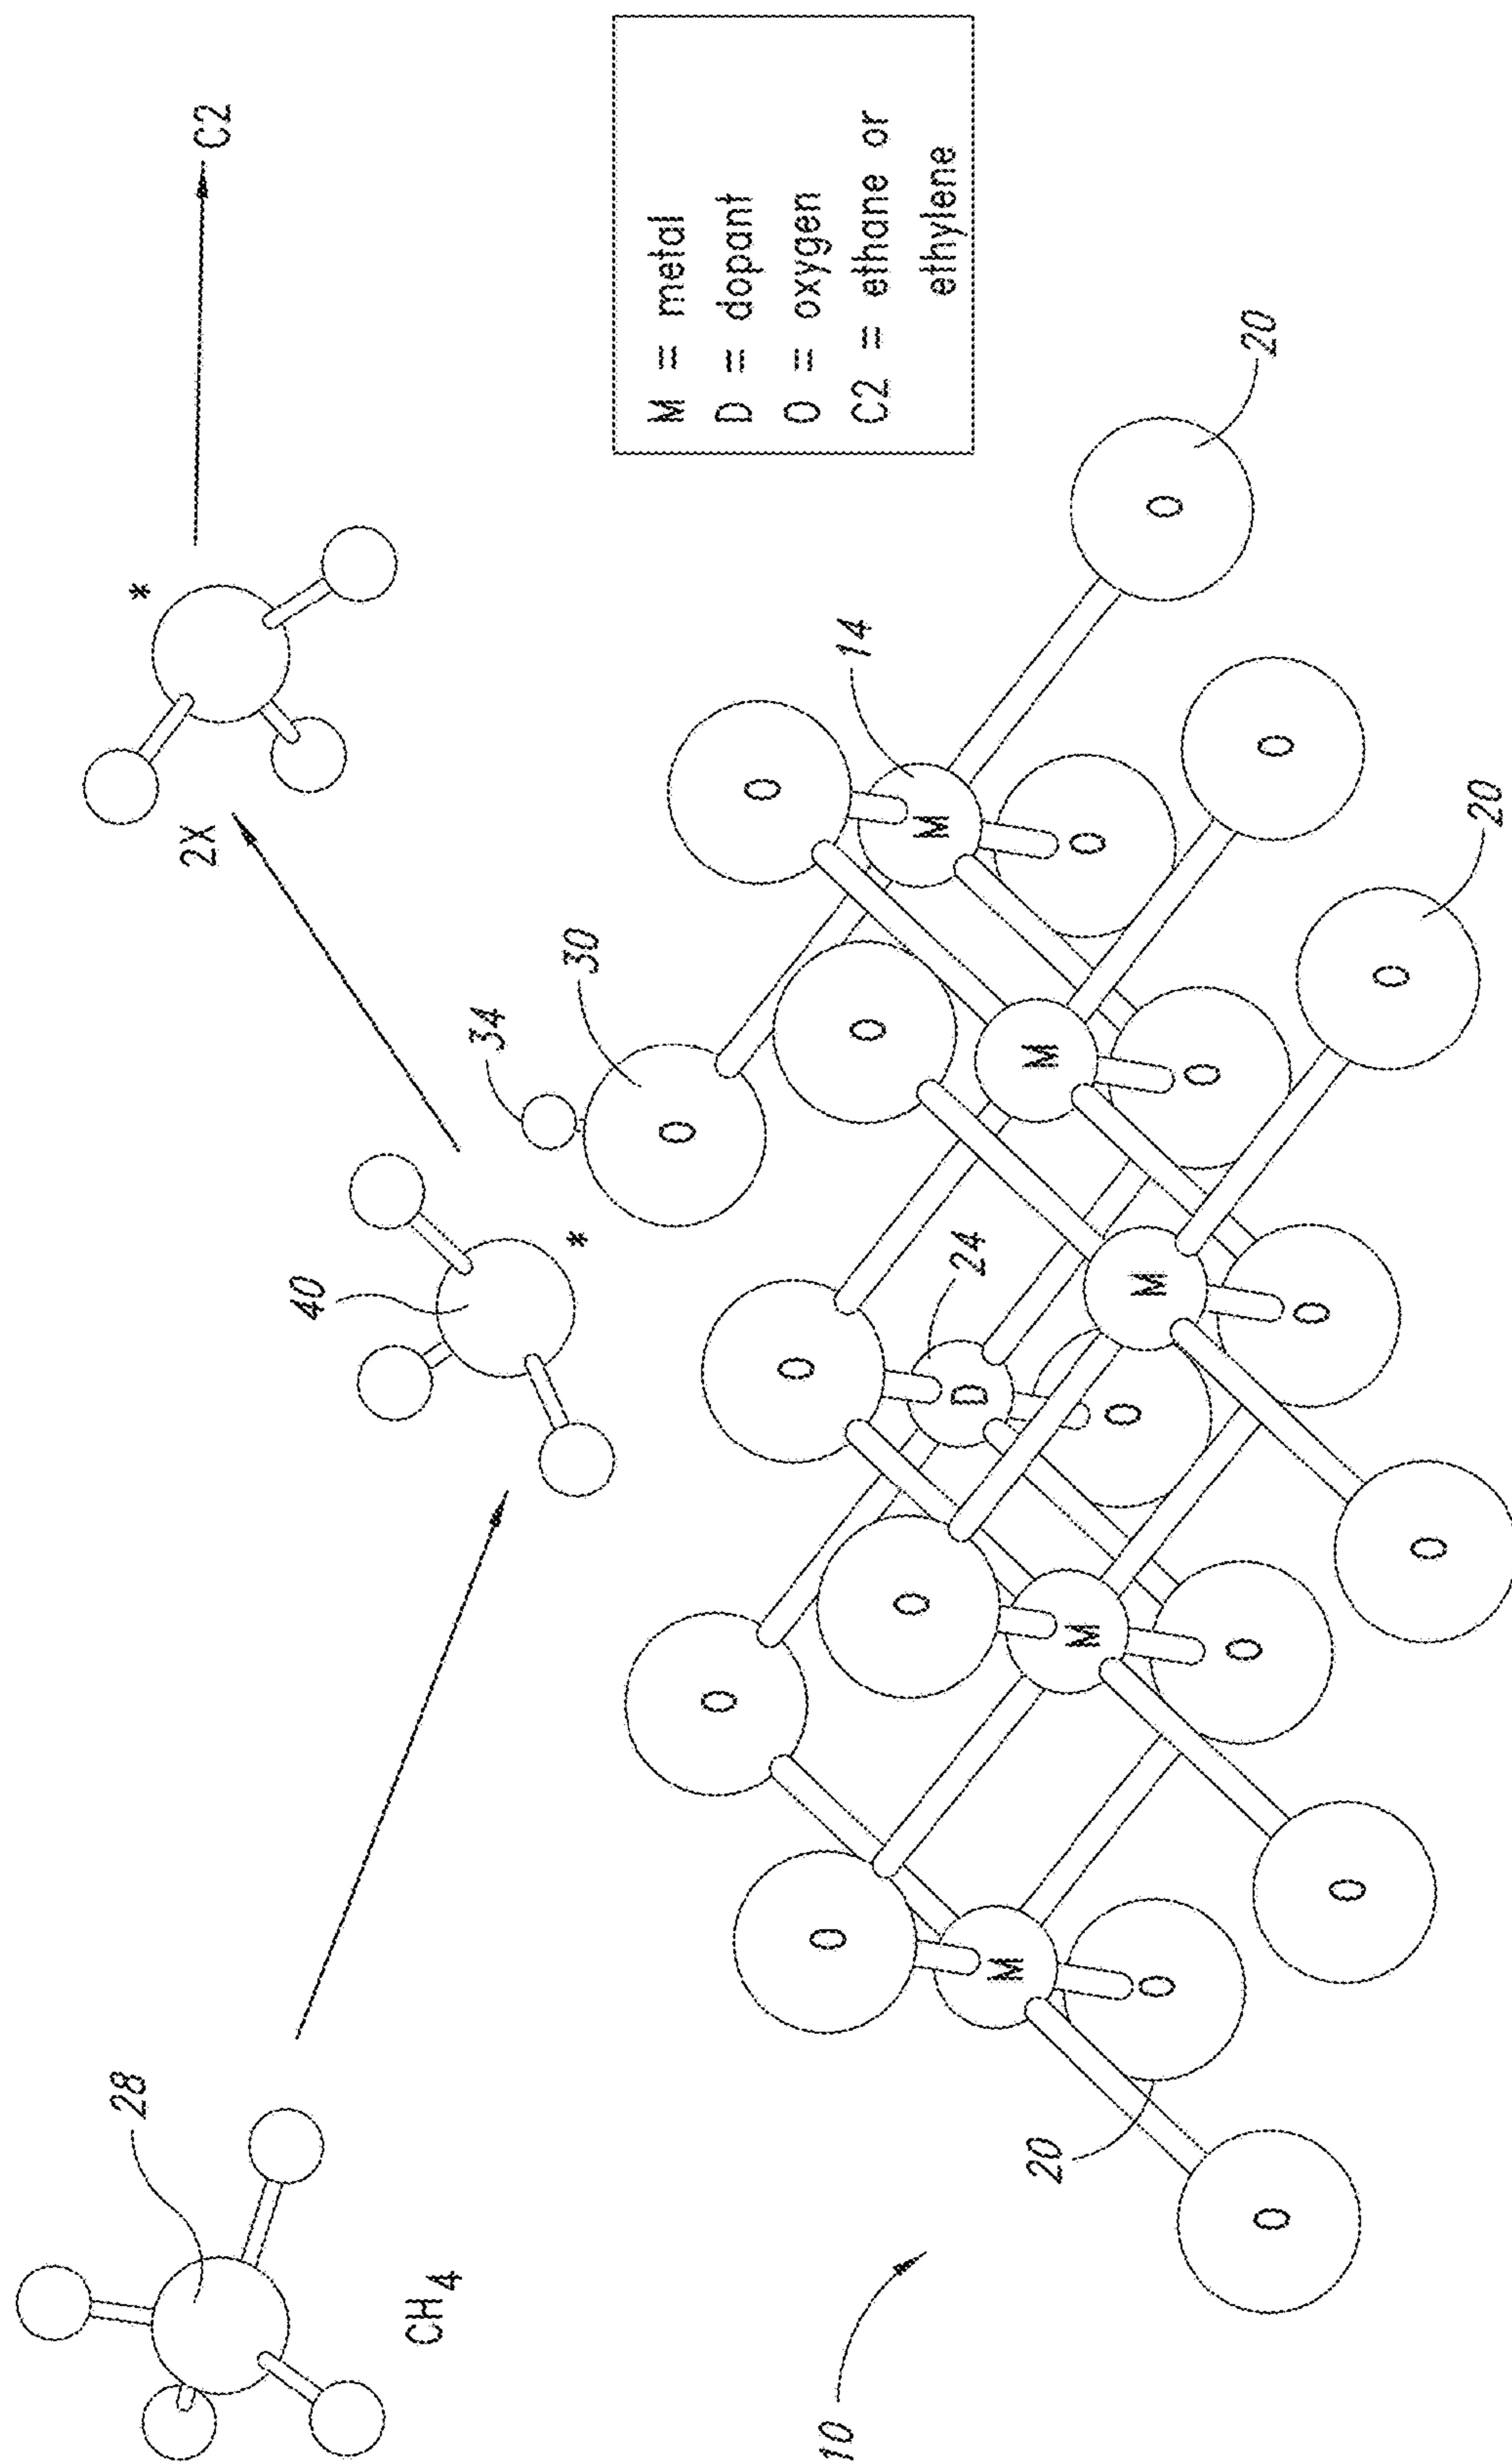 28
*
2X
C2
40
CH4
34
*
30
M = metal
D = dopant
O = oxygen
C2 = ethane or
ethylene
O
O
O
O
O
10
14
O
O
M
D
24
M
M
20
M
M
O
O
O
O
O
O
20
O
O
O
O
O
O
20